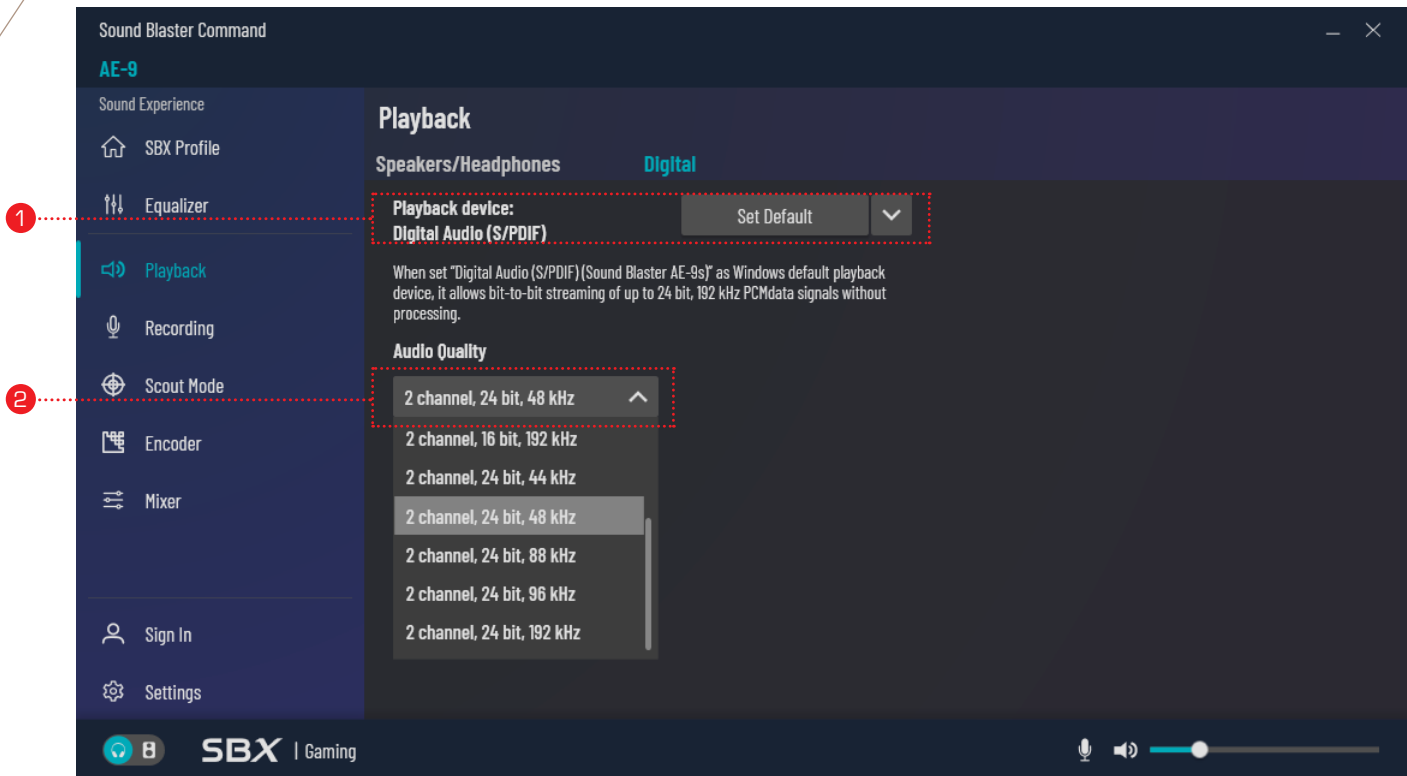 Sound Blaster Command
AE-9
Sound Experience
SBX Profile
Equalizer
Playback
Recording
Scout Mode
Encoder
Mixer
Sign In
Settings
Playback
Speakers/Headphones
Digital
1
Playback device:
Digital Audio (S/PDIF)
Set Default
When set "Digital Audio (S/PDIF) (Sound Blaster AE-9s)" as Windows default playback
device, it allows bit-to-bit streaming of up to 24 bit, 192 kHz PCMdata signals without
processing.
Audio Quality
2
2 channel, 24 bit, 48 kHz
2 channel, 16 bit, 192 kHz
2 channel, 24 bit, 44 kHz
2 channel, 24 bit, 48 kHz
2 channel, 24 bit, 88 kHz
2 channel, 24 bit, 96 kHz
2 channel, 24 bit, 192 kHz
SBX | Gaming